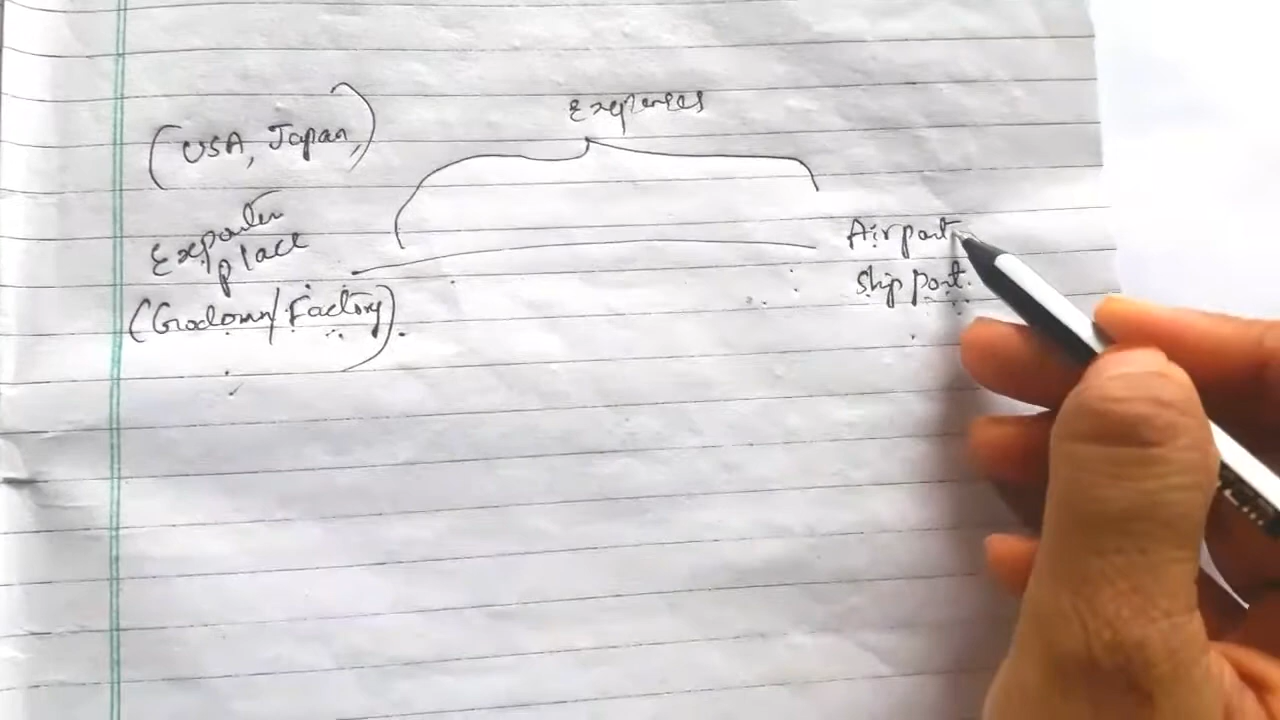 Expenses
(USA, Japan,)
Exporter
place
(Godown/Factory).
Airport
Ship port.